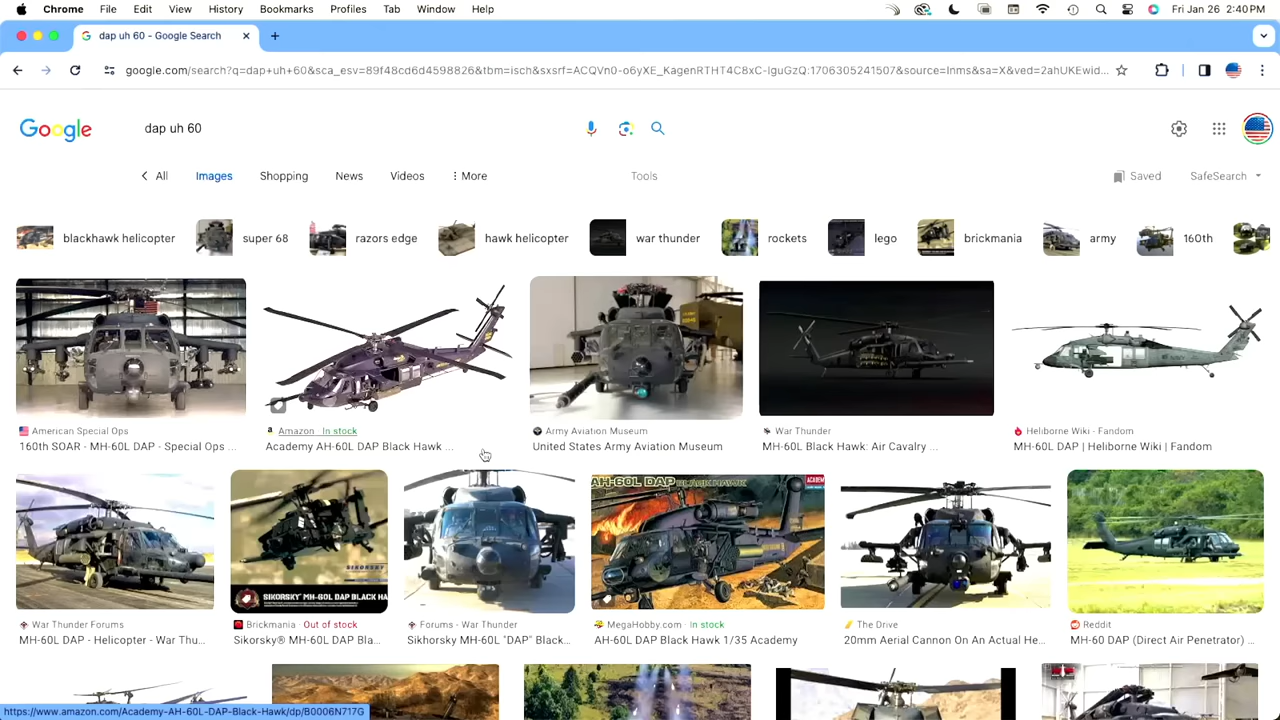 Chrome File Edit View History Bookmarks Profiles Tab Window Help Fri Jan 26 2:40 PM
dap uh 60 - Google Search
google.com/search?q=dap+uh+60&sca_esv=89f48cd6d4598826&tbm=isch&sxsrf=ACQVn0-o6yXE_KagenRTHT4C8xC-lguGzQ:1706305241507&source=lnms&sa=X&ved=2ahUKEwid...
Google dap uh 60
All Images Shopping News Videos More Tools Saved SafeSearch
blackhawk helicopter super 68 razors edge hawk helicopter war thunder rockets lego brickmania army 160th
American Special Ops Amazon In stock Army Aviation Museum War Thunder Heliborne Wiki - Fandom
160th SOAR - MH-60L DAP - Special Ops ... Academy AH-60L DAP Black Hawk ... United States Army Aviation Museum MH-60L Black Hawk: Air Cavalry ... MH-60L DAP | Heliborne Wiki | Fandom
AH-60L DAP BLACK HAWK
SIKORSKY
SIKORSKY MH-60L DAP BLACK HA
War Thunder Forums Brickmania · Out of stock Forums - War Thunder MegaHobby.com · In stock The Drive Reddit
MH-60L DAP - Helicopter - War Thu... Sikorsky® MH-60L DAP Bla... Sikhorsky MH-60L "DAP" Black... AH-60L DAP Black Hawk 1/35 Academy 20mm Aerial Cannon On An Actual He... MH-60 DAP (Direct Air Penetrator) ...
https://www.amazon.com/Academy-AH-60L-DAP-Black-Hawk/dp/B0006N717G